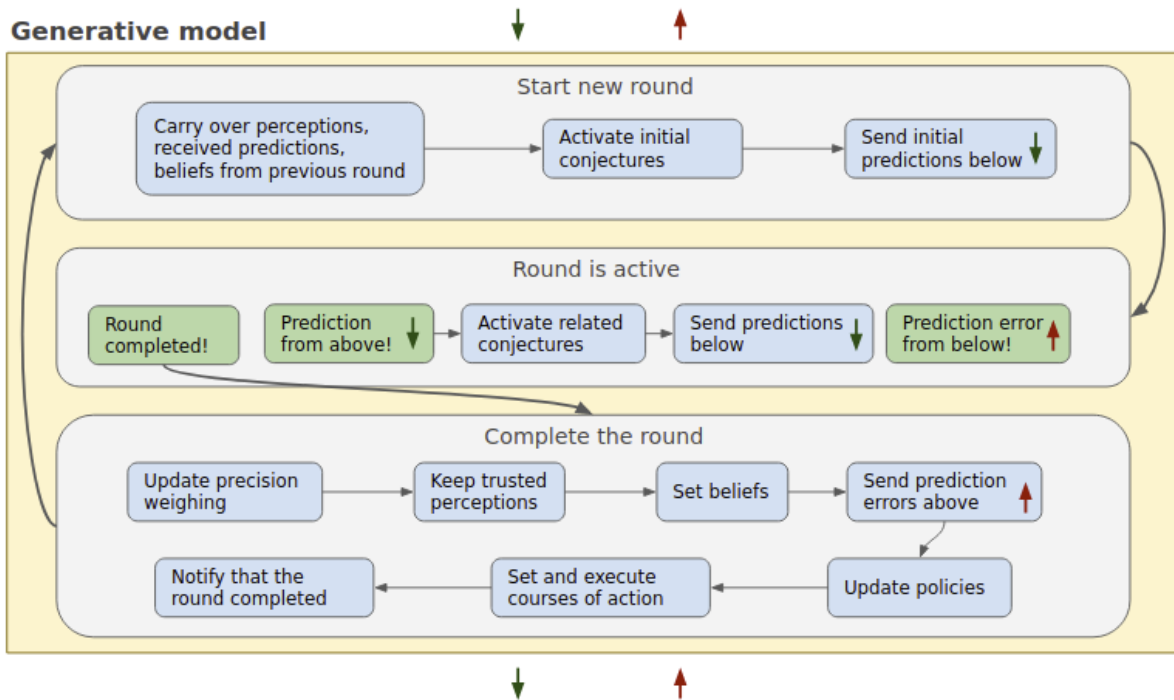 Generative model
Start new round
Carry over perceptions,
received predictions,
beliefs from previous round
Activate initial
conjectures
Send initial
predictions below
Round is active
Round
completed!
Prediction
from above!
Activate related
conjectures
Send predictions
below
Prediction error
from below!
Complete the round
Update precision
weighing
Keep trusted
perceptions
Set beliefs
Send prediction
errors above
Notify that the
round completed
Set and execute
courses of action
Update policies